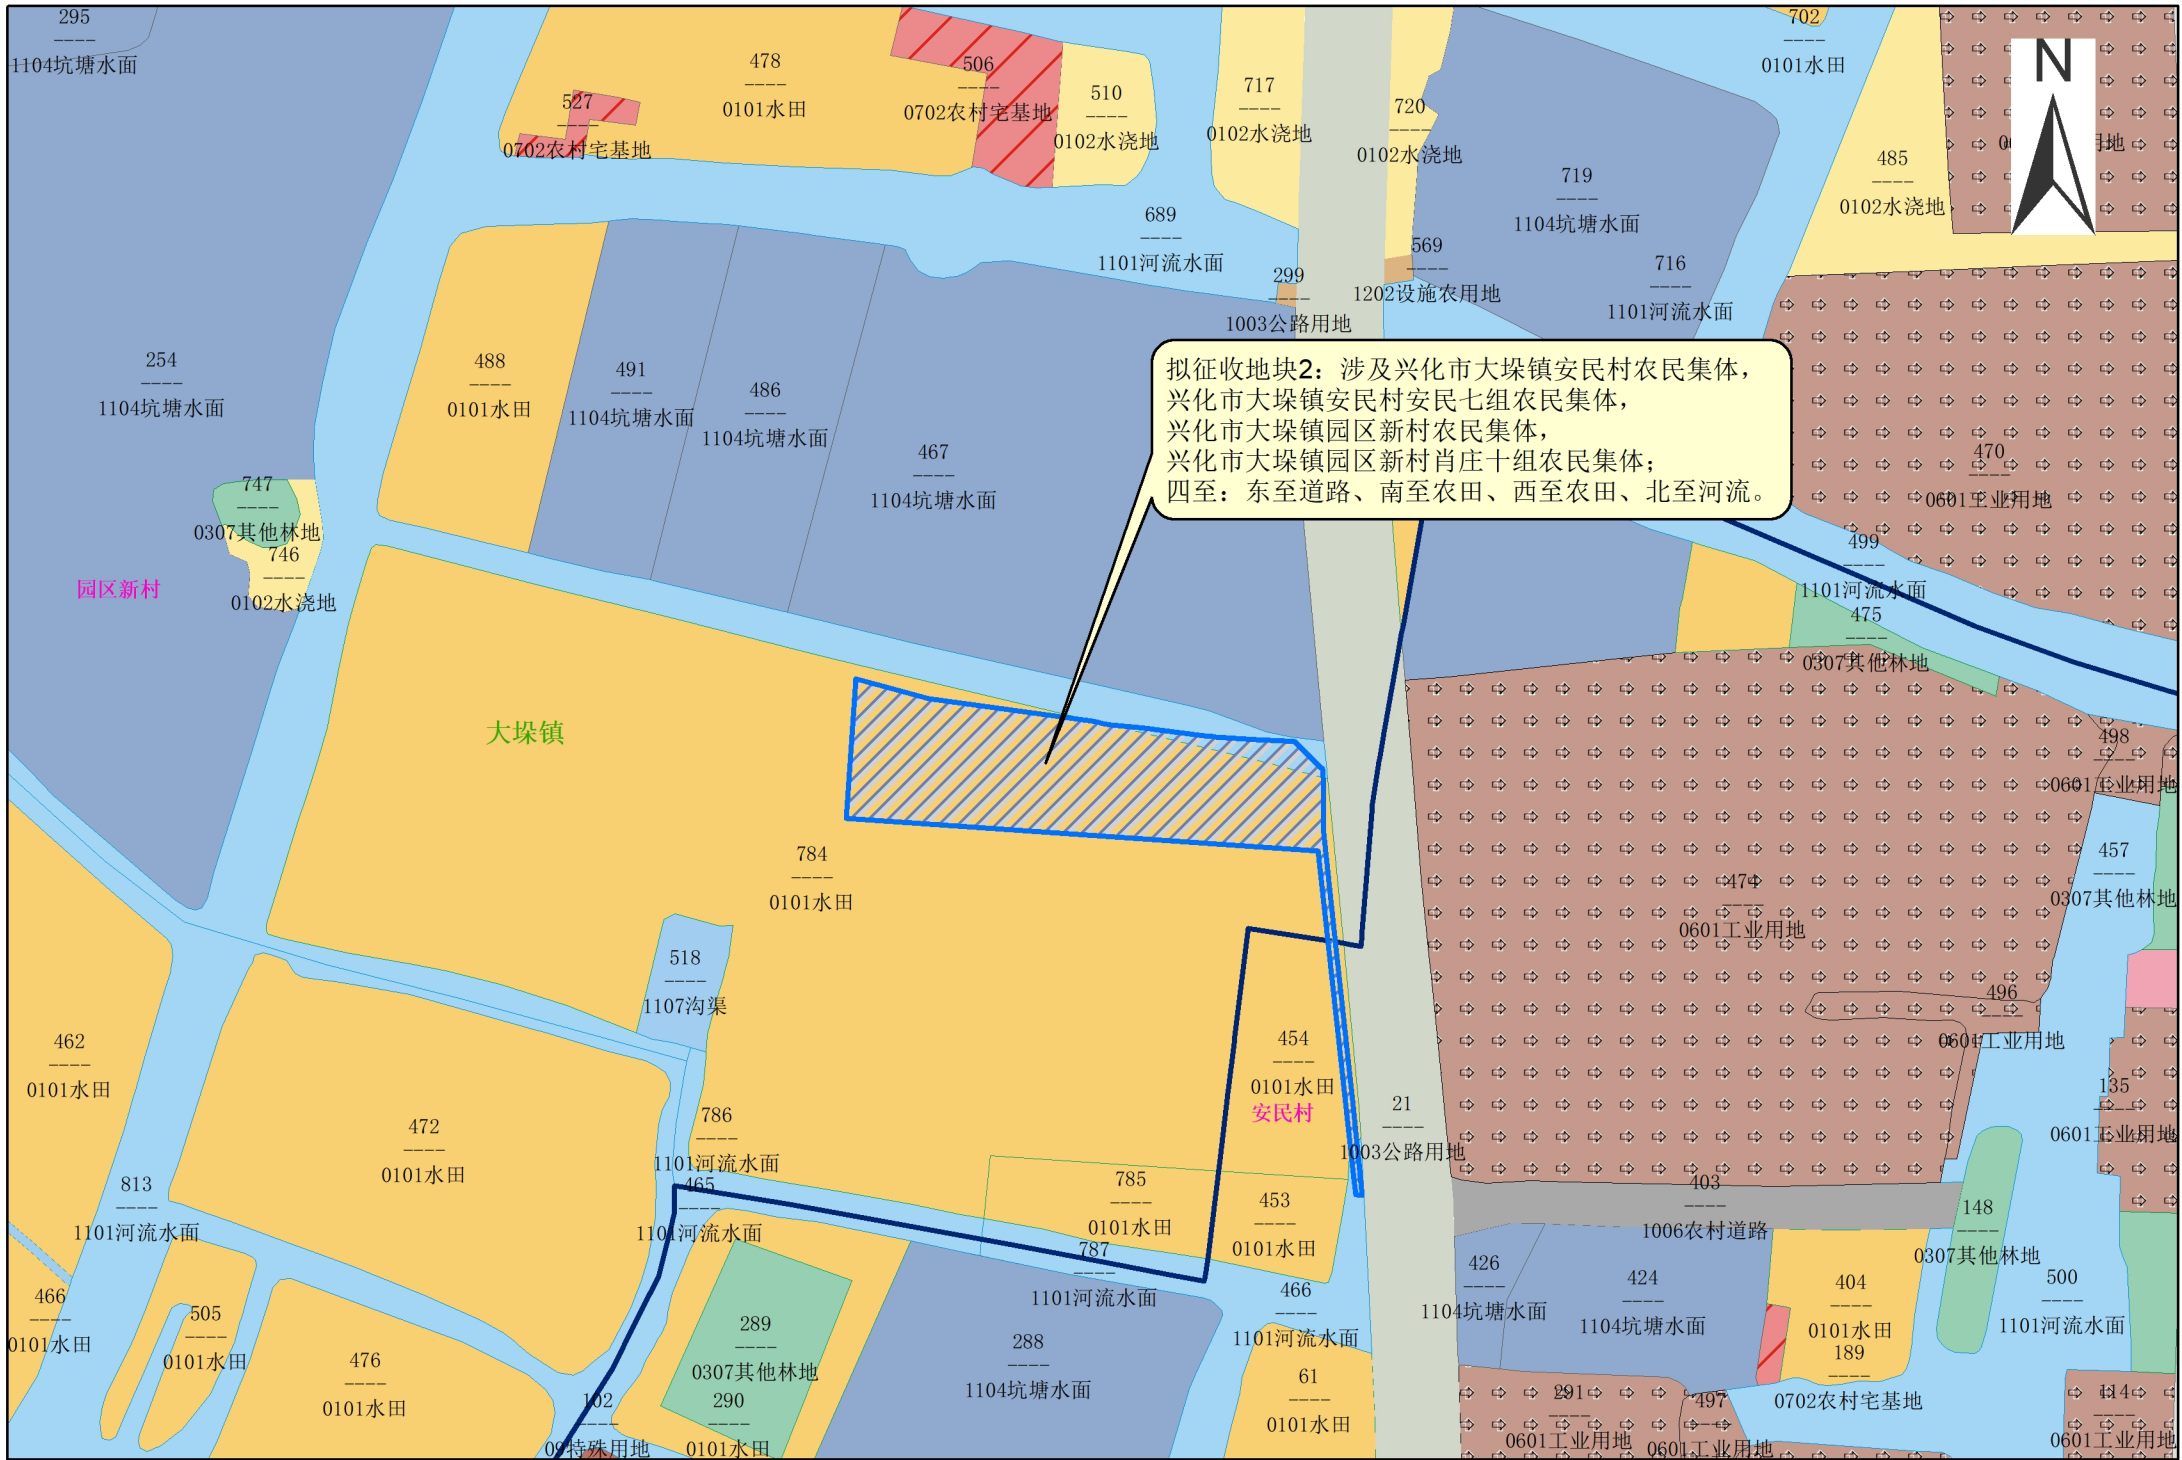 295
----
1104坑塘水面
478
----
0101水田
527
----
0702农村宅基地
506
----
0702农村宅基地
510
----
0102水浇地
717
----
0102水浇地
720
----
0102水浇地
719
----
1104坑塘水面
702
----
0101水田
485
----
0102水浇地
N
689
----
1101河流水面
299
----
1003公路用地
569
----
1202设施农用地
716
----
1101河流水面
254
----
1104坑塘水面
488
----
0101水田
491
----
1104坑塘水面
486
----
1104坑塘水面
467
----
1104坑塘水面
拟征收地块2：涉及兴化市大垛镇安民村农民集体，
兴化市大垛镇安民村安民七组农民集体，
兴化市大垛镇园区新村农民集体，
兴化市大垛镇园区新村肖庄十组农民集体；
四至：东至道路、南至农田、西至农田、北至河流。
470
----
0601工业用地
747
----
0307其他林地
746
----
0102水浇地
园区新村
499
----
1101河流水面
475
----
0307其他林地
大垛镇
498
----
0601工业用地
784
----
0101水田
457
----
0307其他林地
474
----
0601工业用地
518
----
1107沟渠
496
----
0601工业用地
462
----
0101水田
454
----
0101水田
安民村
472
----
0101水田
786
----
1101河流水面
21
----
1003公路用地
135
----
0601工业用地
813
----
1101河流水面
465
----
1101河流水面
785
----
0101水田
453
----
0101水田
403
----
1006农村道路
148
----
0307其他林地
787
----
1101河流水面
466
----
0101水田
505
----
0101水田
476
----
0101水田
289
----
0307其他林地
288
----
1104坑塘水面
466
----
1101河流水面
426
----
1104坑塘水面
424
----
1104坑塘水面
404
----
0101水田
500
----
1101河流水面
189
----
0702农村宅基地
102
----
09特殊用地
290
----
0101水田
61
----
0101水田
291
----
0601工业用地
497
----
0601工业用地
114
----
0601工业用地